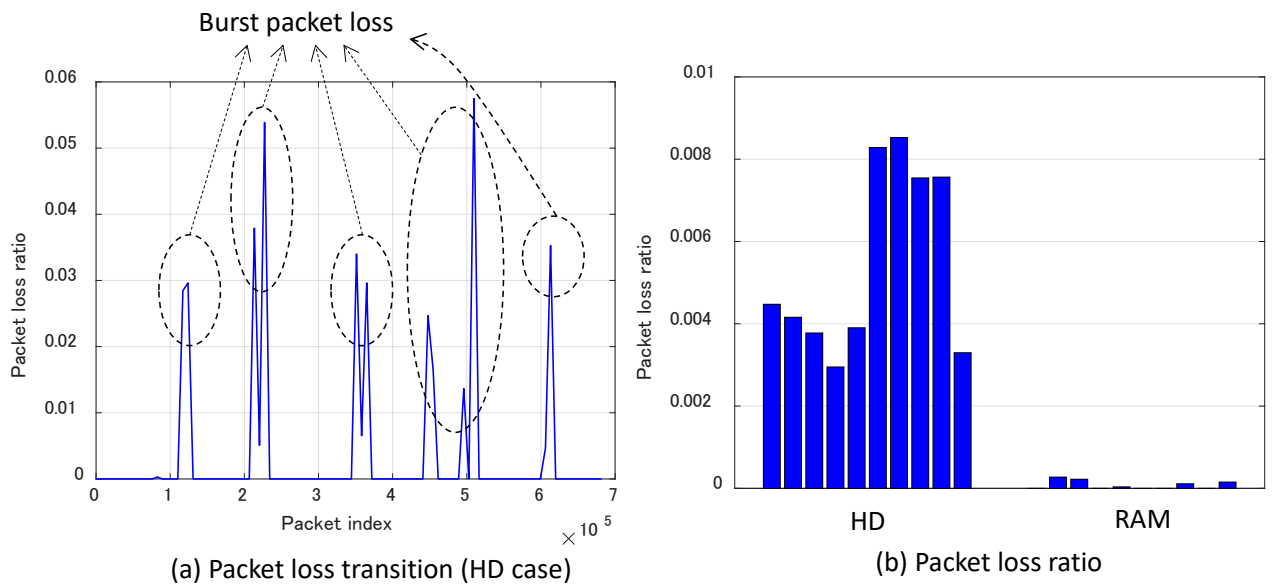 Burst packet loss
0.06
0.05
0.04
0.03
0.02
0.01
0
Packet loss ratio
0 1 2 3 4 5 6 7
Packet index
× 10 5
(a) Packet loss transition (HD case)
0.01
0.008
0.006
0.004
0.002
0
Packet loss ratio
HD RAM
(b) Packet loss ratio